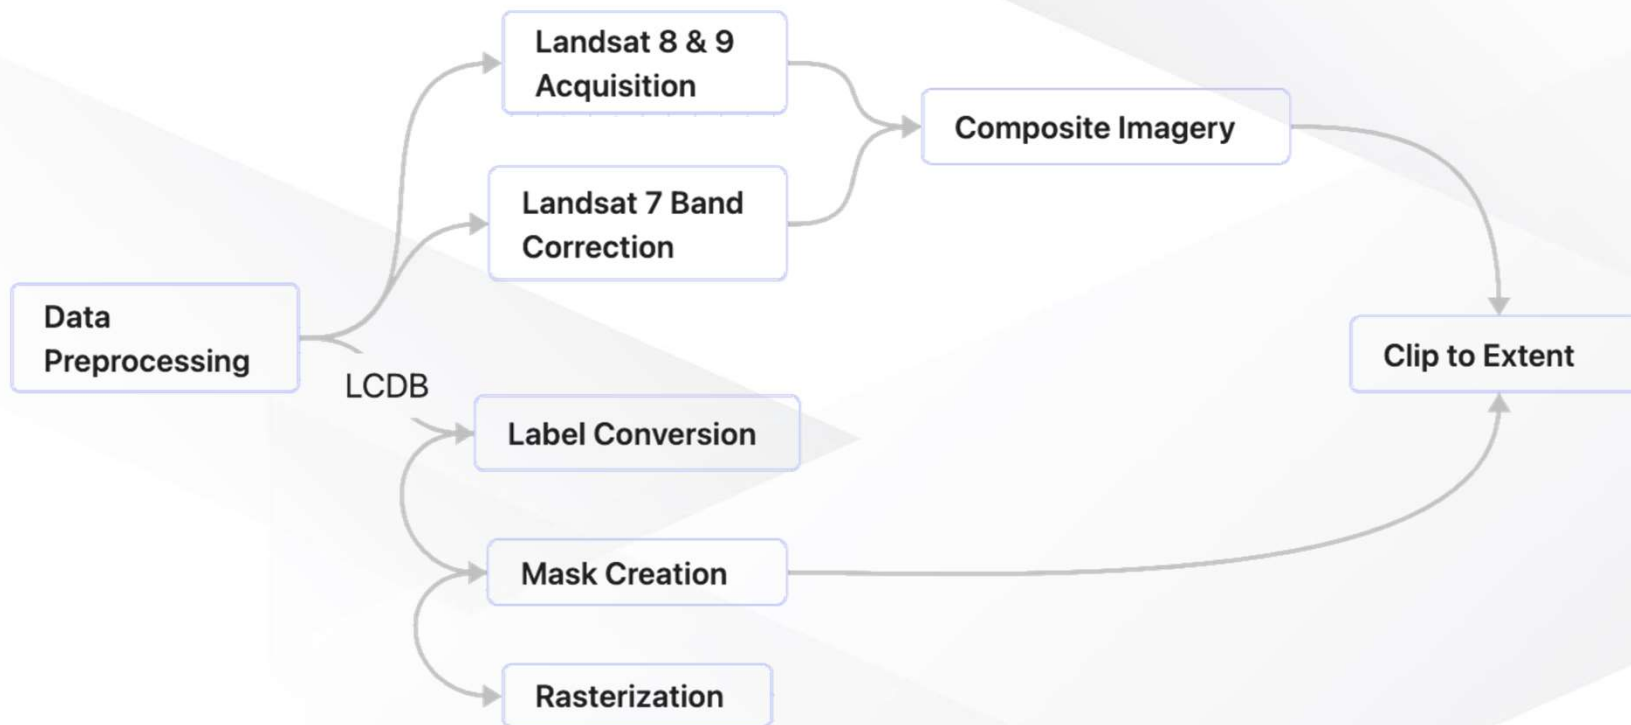 Landsat 8 & 9
Acquisition
Composite Imagery
Landsat 7 Band
Correction
Data
Preprocessing
Clip to Extent
LCDB
Label Conversion
Mask Creation
Rasterization